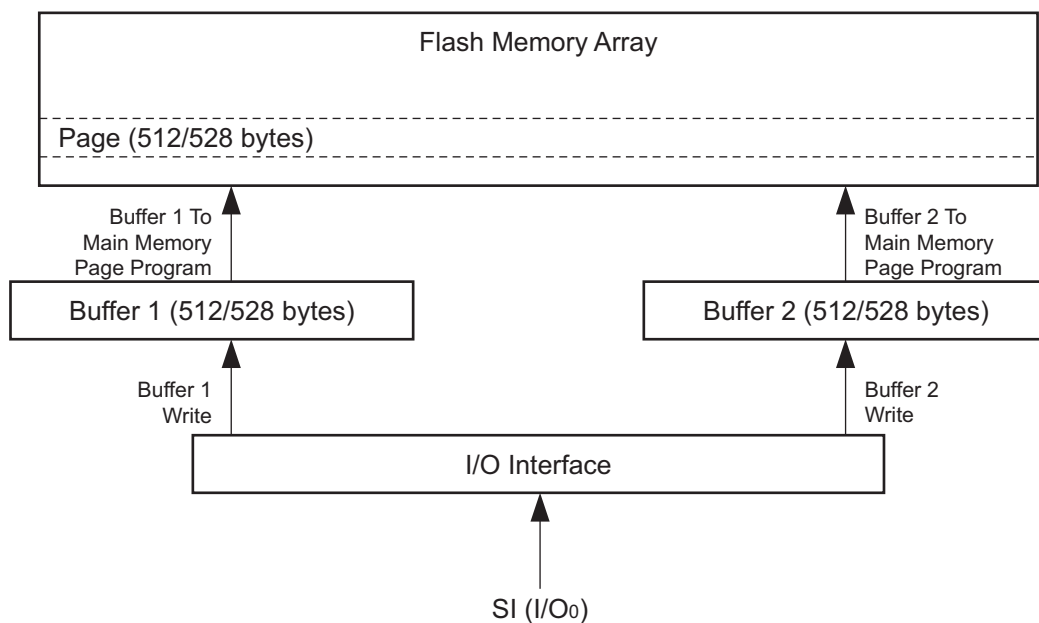 Flash Memory Array
Page (512/528 bytes)
Buffer 1 To
Main Memory
Page Program
Buffer 2 To
Main Memory
Page Program
Buffer 1 (512/528 bytes)
Buffer 2 (512/528 bytes)
Buffer 1
Write
Buffer 2
Write
I/O Interface
SI (I/O0)